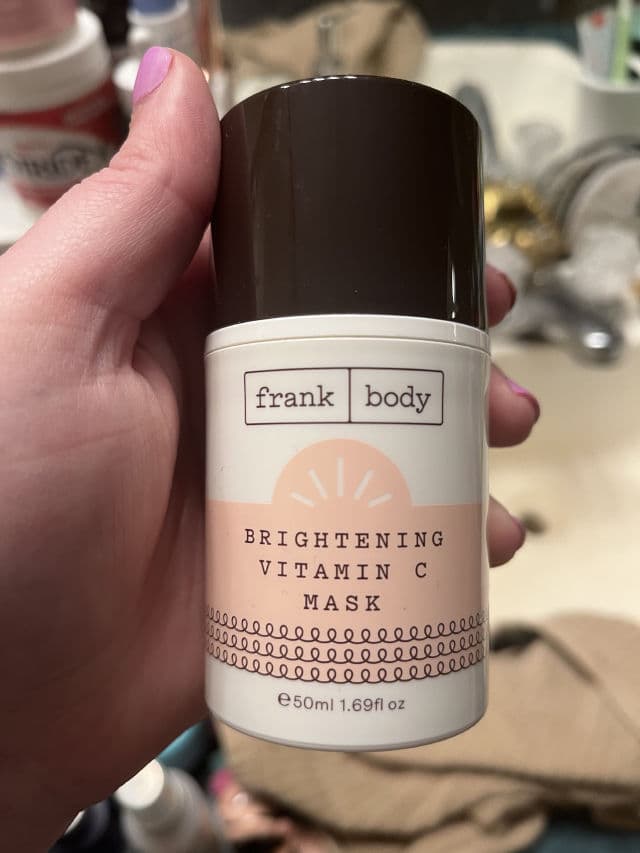 frank body
BRIGHTENING
VITAMIN C
MASK
℮50ml 1.69fl oz